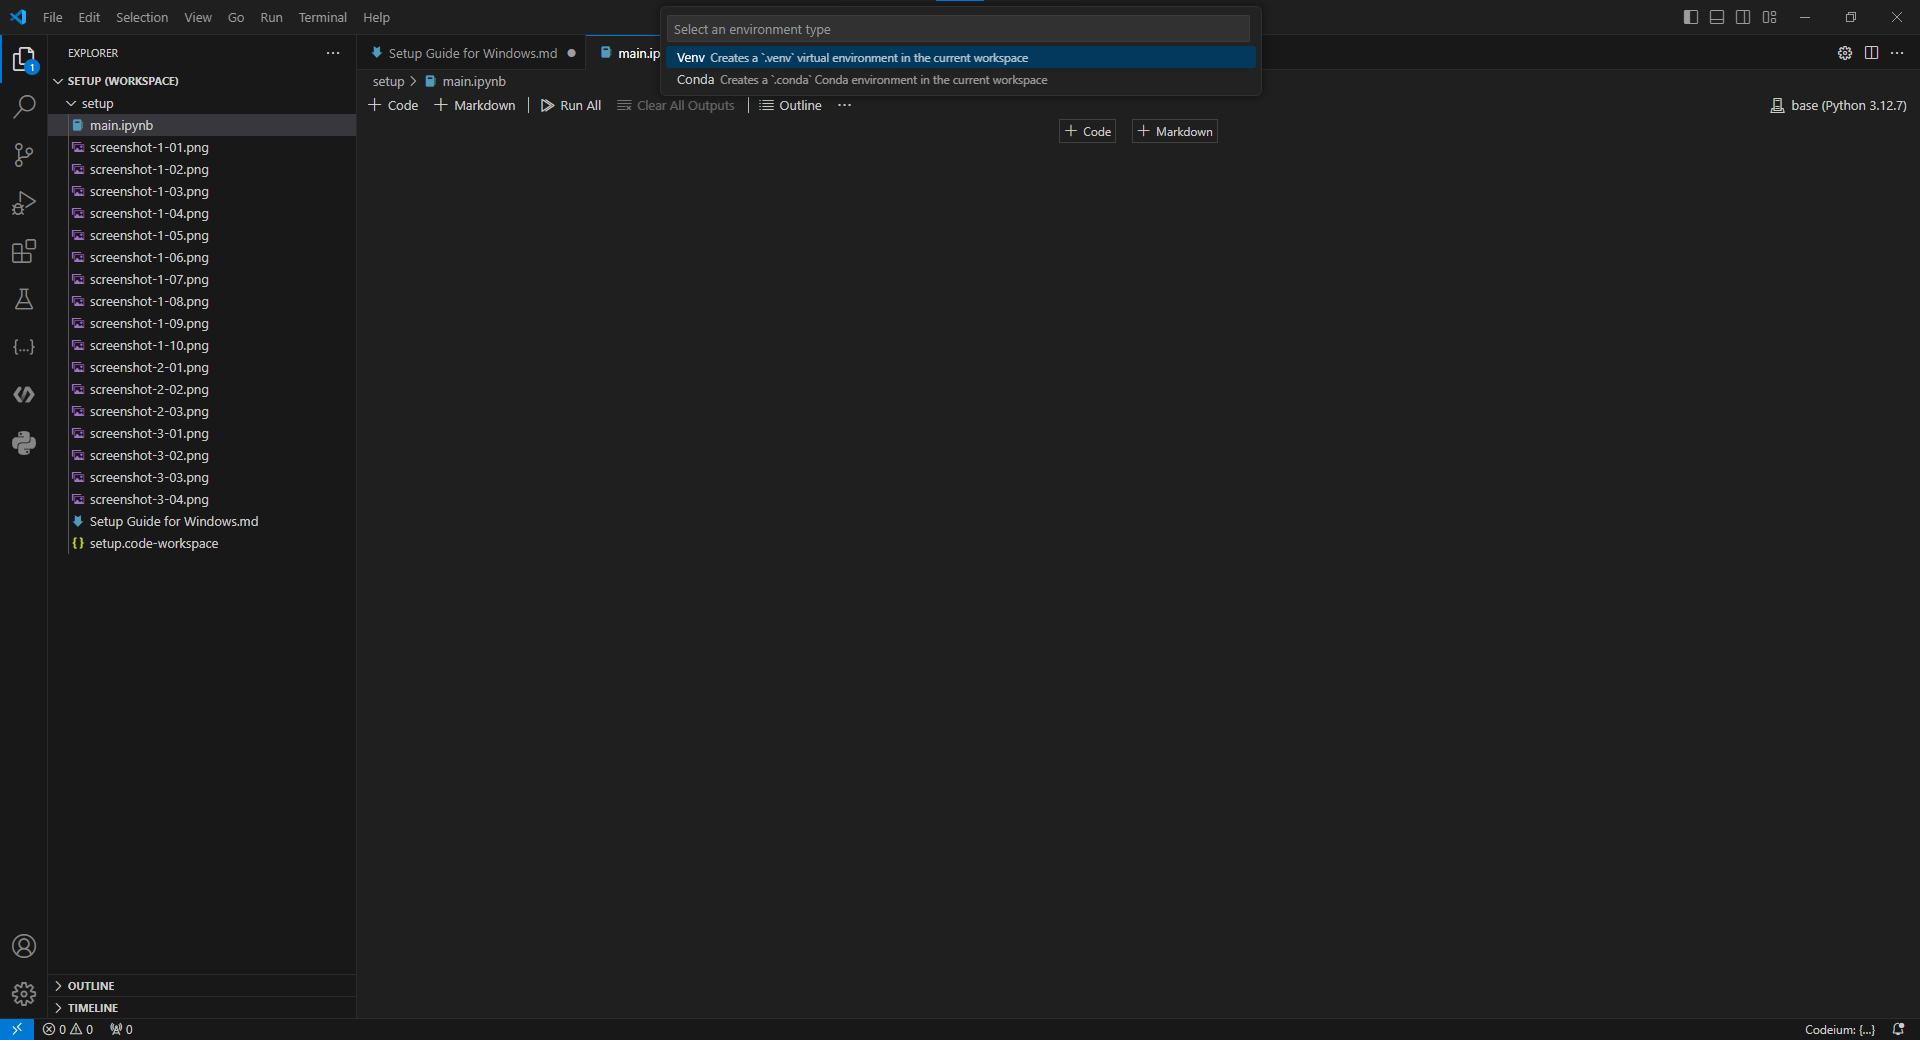 File Edit Selection View Go Run Terminal Help
Select an environment type
Venv Creates a `.venv` virtual environment in the current workspace
Conda Creates a `.conda` Conda environment in the current workspace
EXPLORER
Setup Guide for Windows.md
main.ip
setup > main.ipynb
Code Markdown Run All Clear All Outputs Outline
base (Python 3.12.7)
Code Markdown
1
SETUP (WORKSPACE)
setup
main.ipynb
screenshot-1-01.png
screenshot-1-02.png
screenshot-1-03.png
screenshot-1-04.png
screenshot-1-05.png
screenshot-1-06.png
screenshot-1-07.png
screenshot-1-08.png
screenshot-1-09.png
screenshot-1-10.png
screenshot-2-01.png
screenshot-2-02.png
screenshot-2-03.png
screenshot-3-01.png
screenshot-3-02.png
screenshot-3-03.png
screenshot-3-04.png
Setup Guide for Windows.md
setup.code-workspace
OUTLINE
TIMELINE
0 0 0
Codeium: {...}